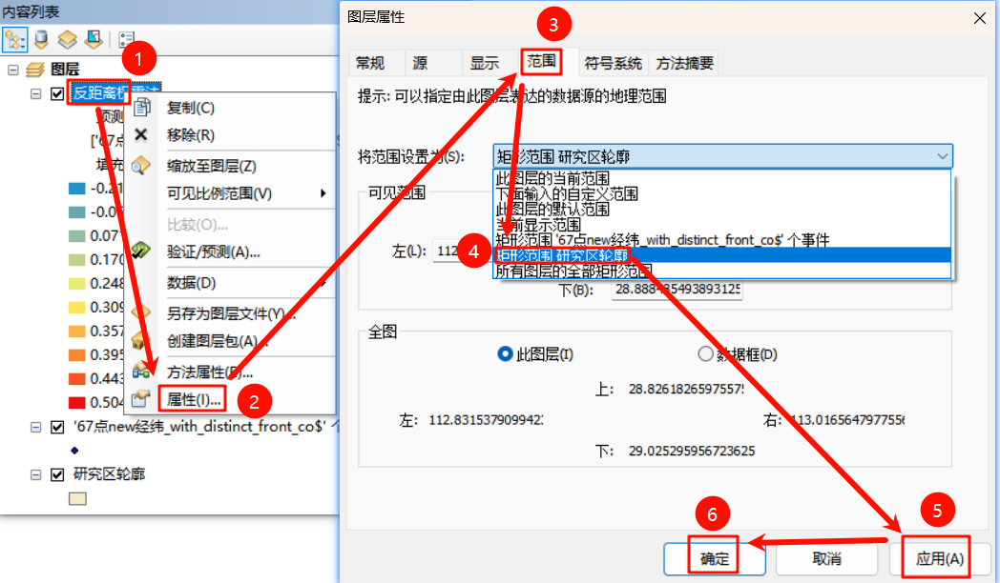 内容列表
1
图层
反距离权重法
预测
['67点
填充
-0.21
-0.0
0.07
0.170
0.248
0.309
0.357
0.395
0.443
0.504
'67点new经纬_with_distinct_front_co$' 个
研究区轮廓
复制(C)
移除(R)
缩放至图层(Z)
可见比例范围(V)
比较(O)...
验证/预测(A)...
数据(D)
另存为图层文件(Y)...
创建图层包(A)...
方法属性(E)...
属性(I)...
2
图层属性
3
常规
源
显示
范围
符号系统
方法摘要
提示: 可以指定由此图层表达的数据源的地理范围
将范围设置为(S):
矩形范围 研究区轮廓
此图层的当前范围
下面输入的自定义范围
此图层的默认范围
当前显示范围
矩形范围 '67点new经纬_with_distinct_front_co$' 个事件
矩形范围 研究区轮廓
所有图层的全部矩形范围
可见范围
左(L):
112
4
下(B):
28.888435493893125
全图
此图层(I)
数据框(D)
上:
28.8261826597557
左:
112.831537909942
右:
113.016564797755
下:
29.025295956723625
6
5
确定
取消
应用(A)